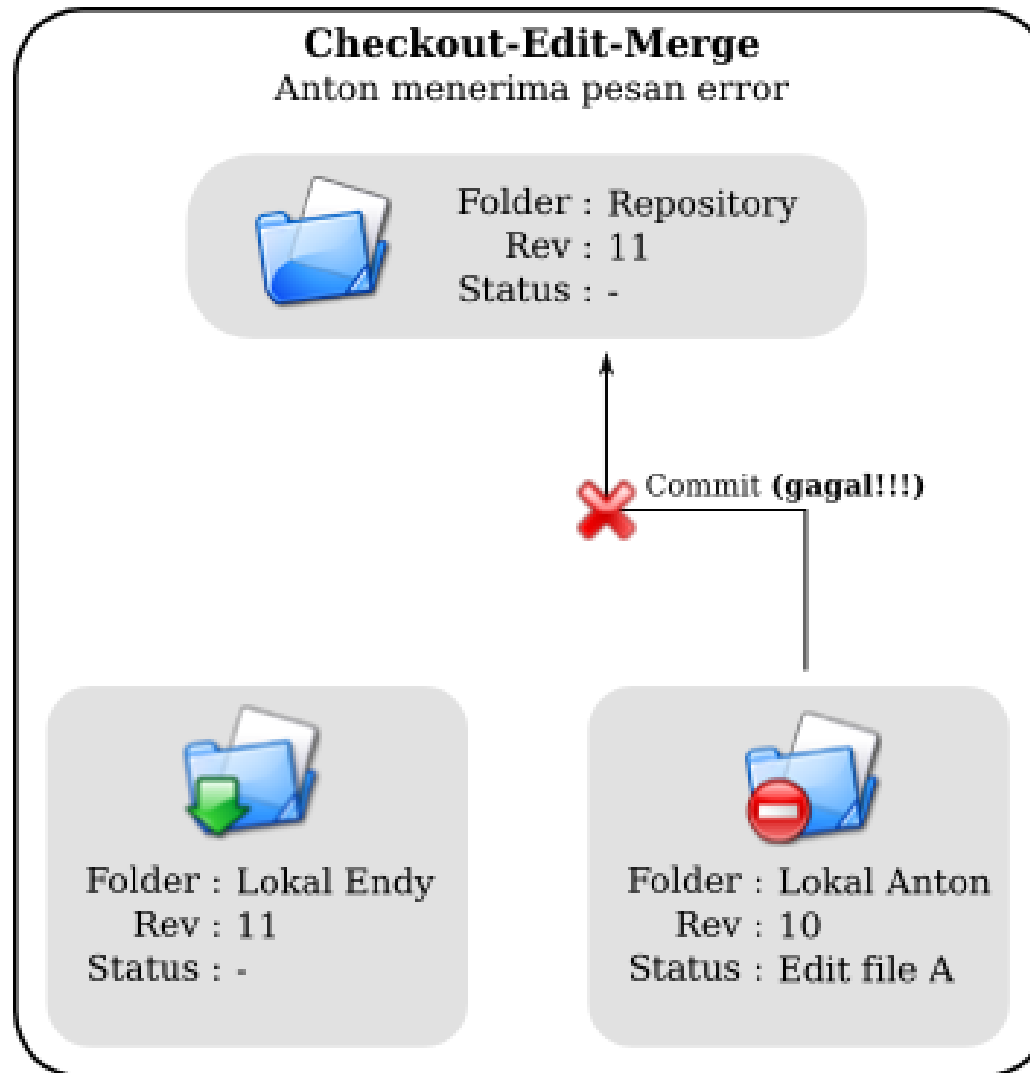 Checkout-Edit-Merge
Anton menerima pesan error
Folder : Repository
Rev : 11
Status : -
Commit (gagal!!!)
Folder : Lokal Endy
Rev : 11
Status : -
Folder : Lokal Anton
Rev : 10
Status : Edit file A